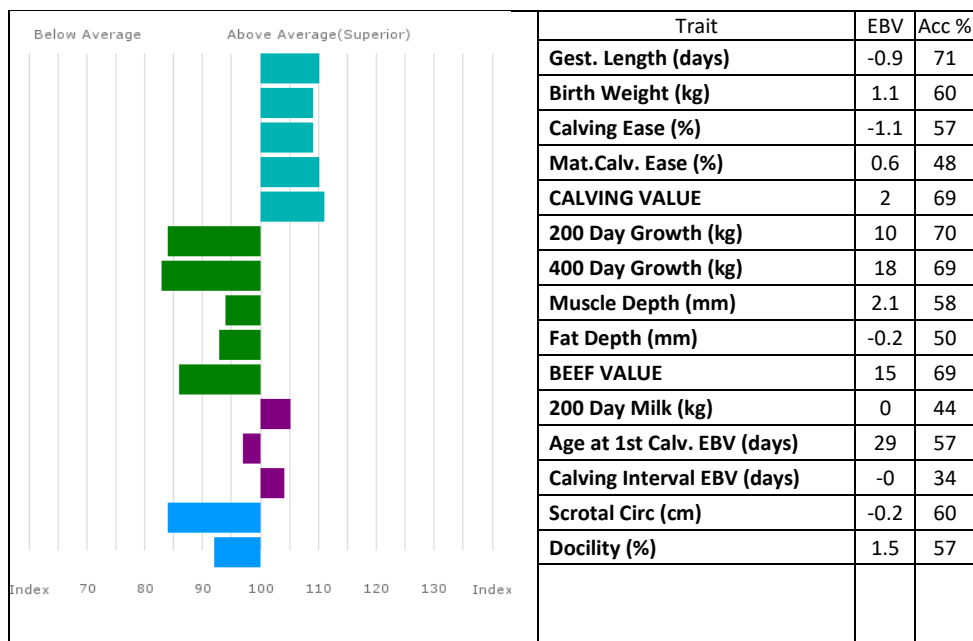 Below Average Above Average(Superior)
Trait EBV Acc %
Gest. Length (days) -0.9 71
Birth Weight (kg) 1.1 60
Calving Ease (%) -1.1 57
Mat.Calv. Ease (%) 0.6 48
CALVING VALUE 2 69
200 Day Growth (kg) 10 70
400 Day Growth (kg) 18 69
Muscle Depth (mm) 2.1 58
Fat Depth (mm) -0.2 50
BEEF VALUE 15 69
200 Day Milk (kg) 0 44
Age at 1st Calv. EBV (days) 29 57
Calving Interval EBV (days) -0 34
Scrotal Circ (cm) -0.2 60
Docility (%) 1.5 57
Index 70 80 90 100 110 120 130 Index